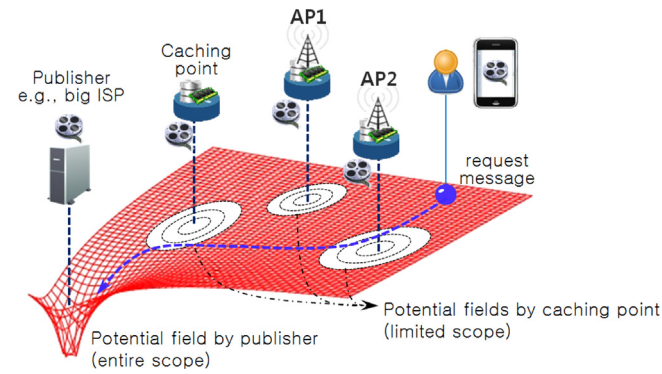 AP1
Caching
point
AP2
Publisher
e.g., big ISP
request
message
Potential fields by caching point
(limited scope)
Potential field by publisher
(entire scope)